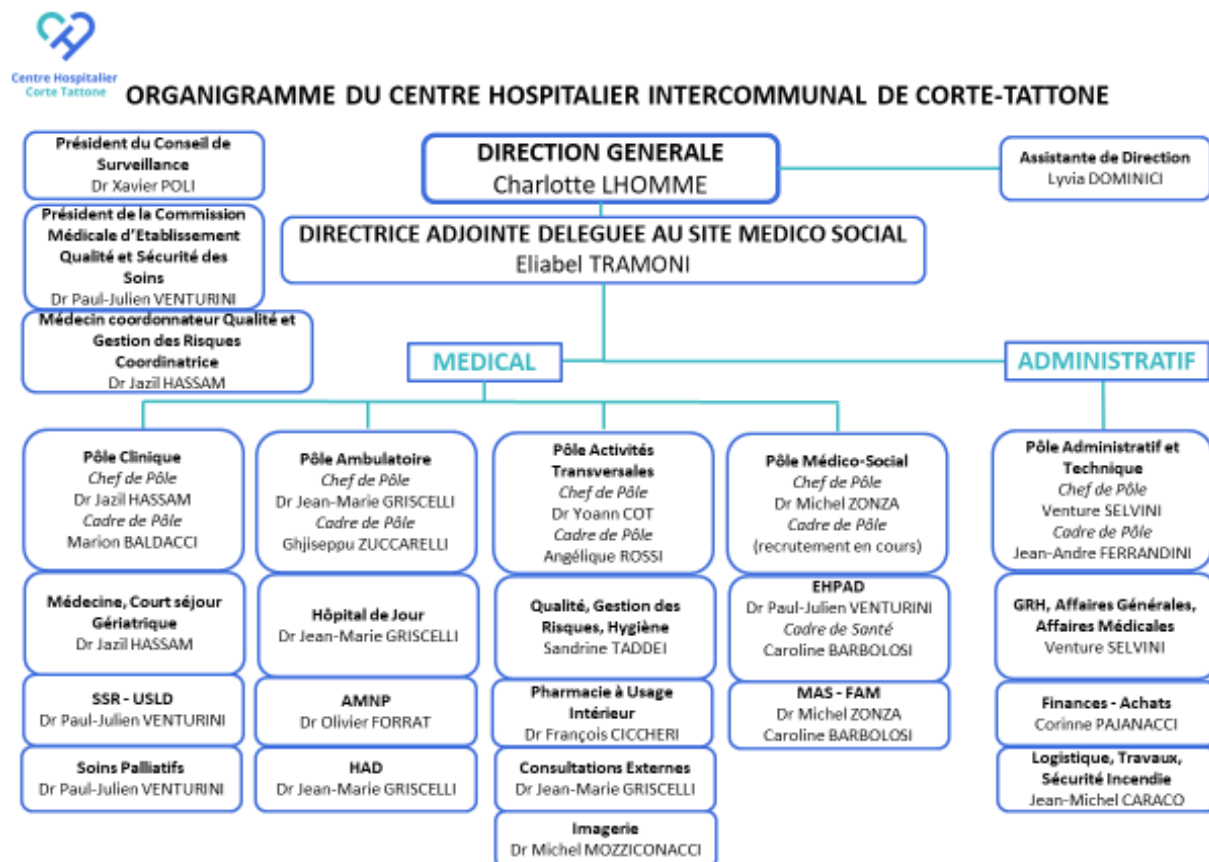 Centre Hospitalier
Corte Tattone
ORGANIGRAMME DU CENTRE HOSPITALIER INTERCOMMUNAL DE CORTE-TATTONE
Président du Conseil de
Surveillance
Dr Xavier POLI
DIRECTION GENERALE
Charlotte LHOMME
Assistante de Direction
Lyvia DOMINICI
Président de la Commission
Médicale d'Etablissement
Qualité et Sécurité des
Soins
Dr Paul-Julien VENTURINI
DIRECTRICE ADJOINTE DELEGUEE AU SITE MEDICO SOCIAL
Eliabel TRAMONI
Médecin coordonnateur Qualité et
Gestion des Risques
Coordinatrice
Dr Jazil HASSAM
MEDICAL
ADMINISTRATIF
Pôle Clinique
Chef de Pôle
Dr Jazil HASSAM
Cadre de Pôle
Marion BALDACCI
Médecine, Court séjour
Gériatrique
Dr Jazil HASSAM
SSR - USLD
Dr Paul-Julien VENTURINI
Soins Palliatifs
Dr Paul-Julien VENTURINI
Pôle Ambulatoire
Chef de Pôle
Dr Jean-Marie GRISCELLI
Cadre de Pôle
Ghjiseppu ZUCCARELLI
Hôpital de Jour
Dr Jean-Marie GRISCELLI
AMNP
Dr Olivier FORRAT
HAD
Dr Jean-Marie GRISCELLI
Pôle Activités
Transversales
Chef de Pôle
Dr Yoann COT
Cadre de Pôle
Angélique ROSSI
Qualité, Gestion des
Risques, Hygiène
Sandrine TADDEI
Pharmacie à Usage
Intérieur
Dr François CICCHERI
Consultations Externes
Dr Jean-Marie GRISCELLI
Imagerie
Dr Michel MOZZICONACCI
Pôle Médico-Social
Chef de Pôle
Dr Michel ZONZA
Cadre de Pôle
(recrutement en cours)
EHPAD
Dr Paul-Julien VENTURINI
Cadre de Santé
Caroline BARBOLOSI
MAS - FAM
Dr Michel ZONZA
Caroline BARBOLOSI
Pôle Administratif et
Technique
Chef de Pôle
Venture SELVINI
Cadre de Pôle
Jean-Andre FERRANDINI
GRH, Affaires Générales,
Affaires Médicales
Venture SELVINI
Finances - Achats
Corinne PAJANACCI
Logistique, Travaux,
Sécurité Incendie
Jean-Michel CARACO